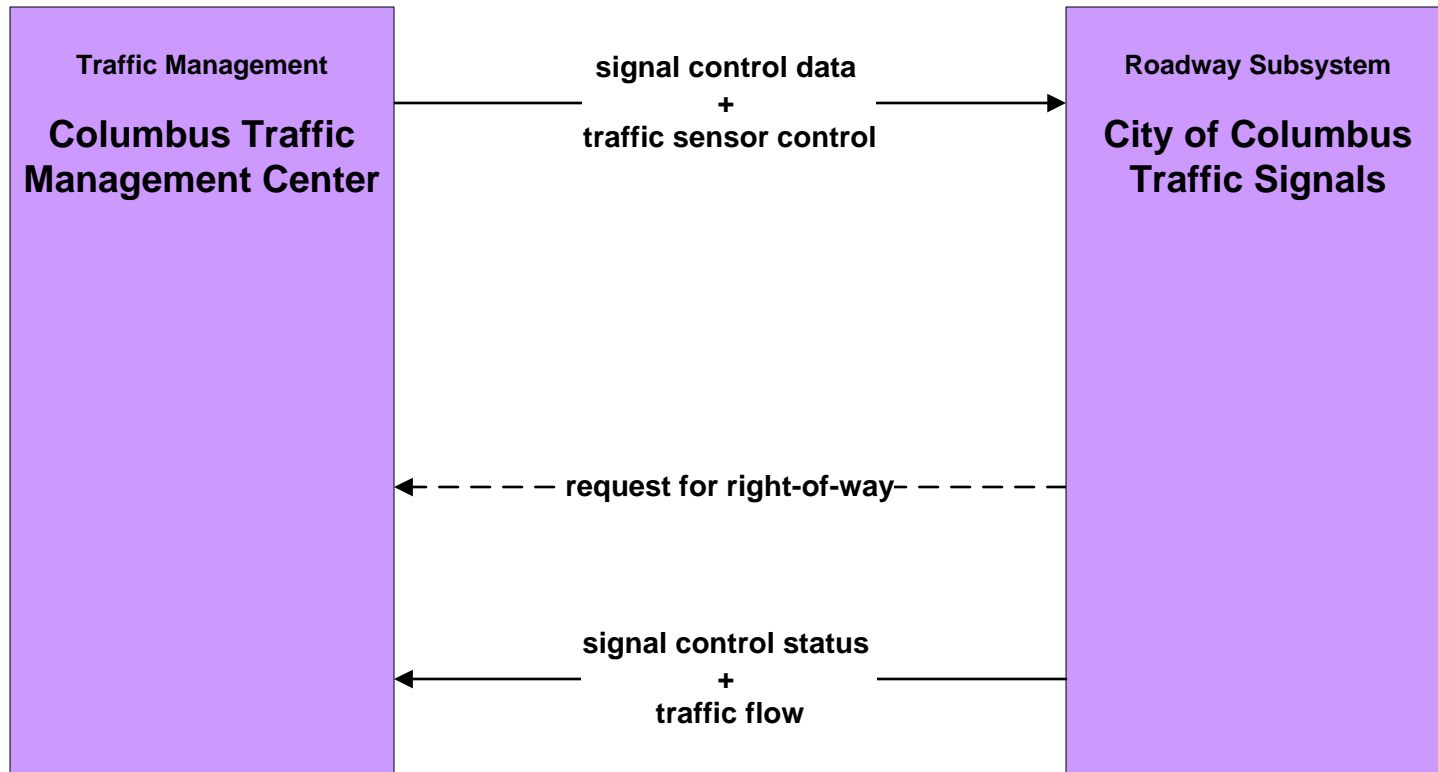 Traffic Management
Columbus Traffic
Management Center
signal control data
+
traffic sensor control
Roadway Subsystem
City of Columbus
Traffic Signals
request for right-of-way
signal control status
+
traffic flow